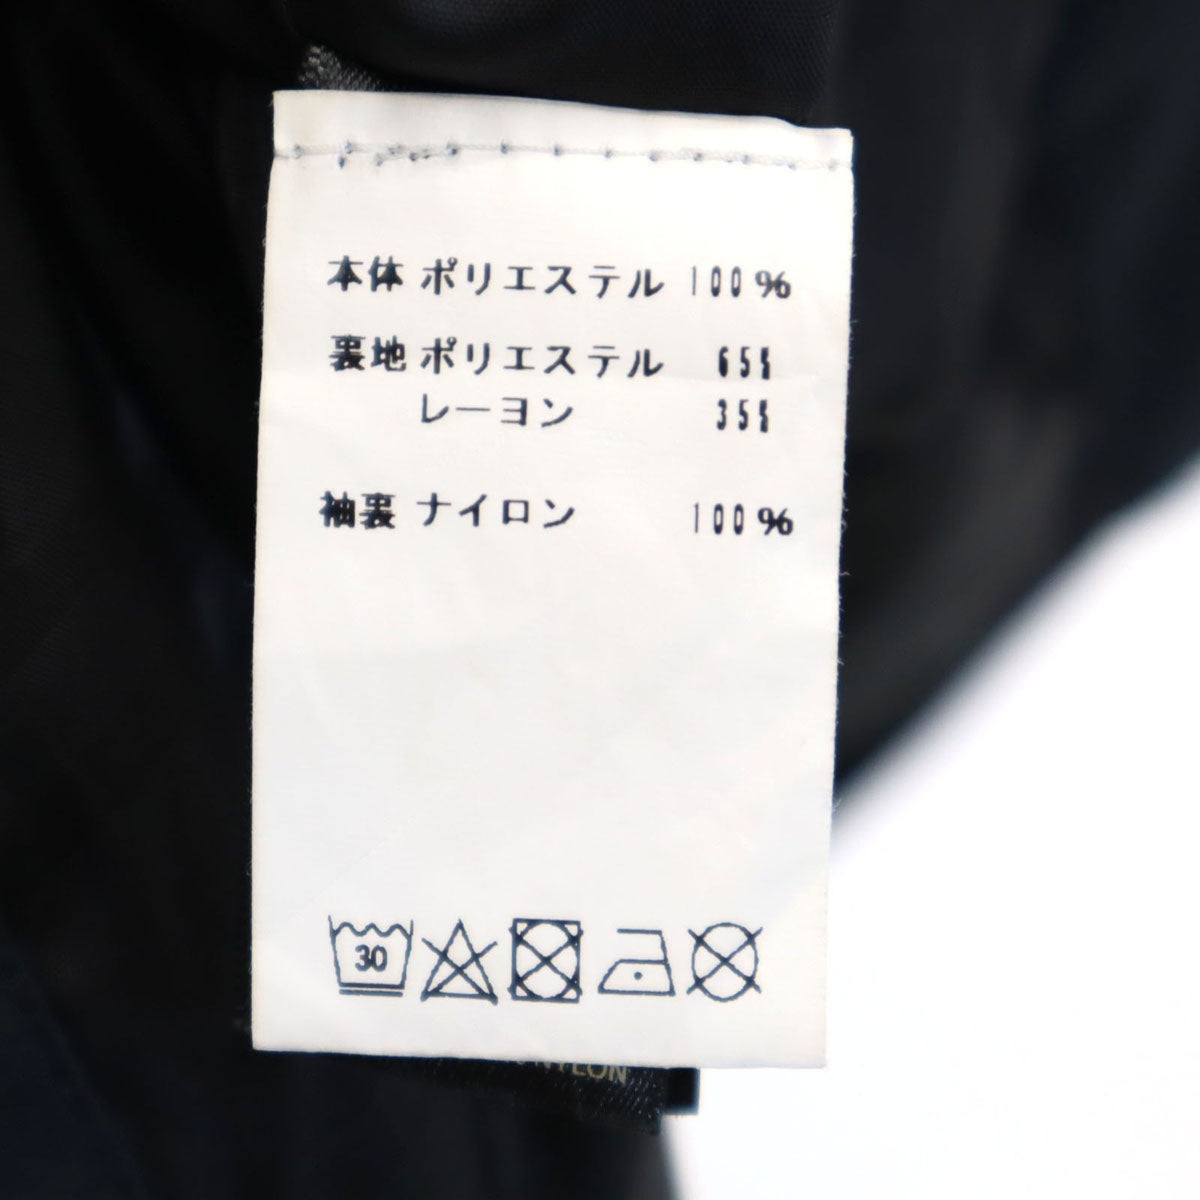 本体 ポリエステル 100%
裏地 ポリエステル 65%
レーヨン 35%
袖裏 ナイロン 100%
30
NYLON